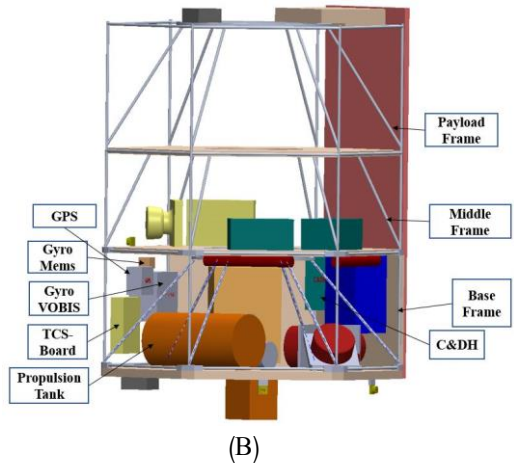 Payload
Frame
GPS
Middle
Frame
Gyro
Mems
Gyro
VOBIS
Base
Frame
TCS-
Board
C&DH
Propulsion
Tank
(B)